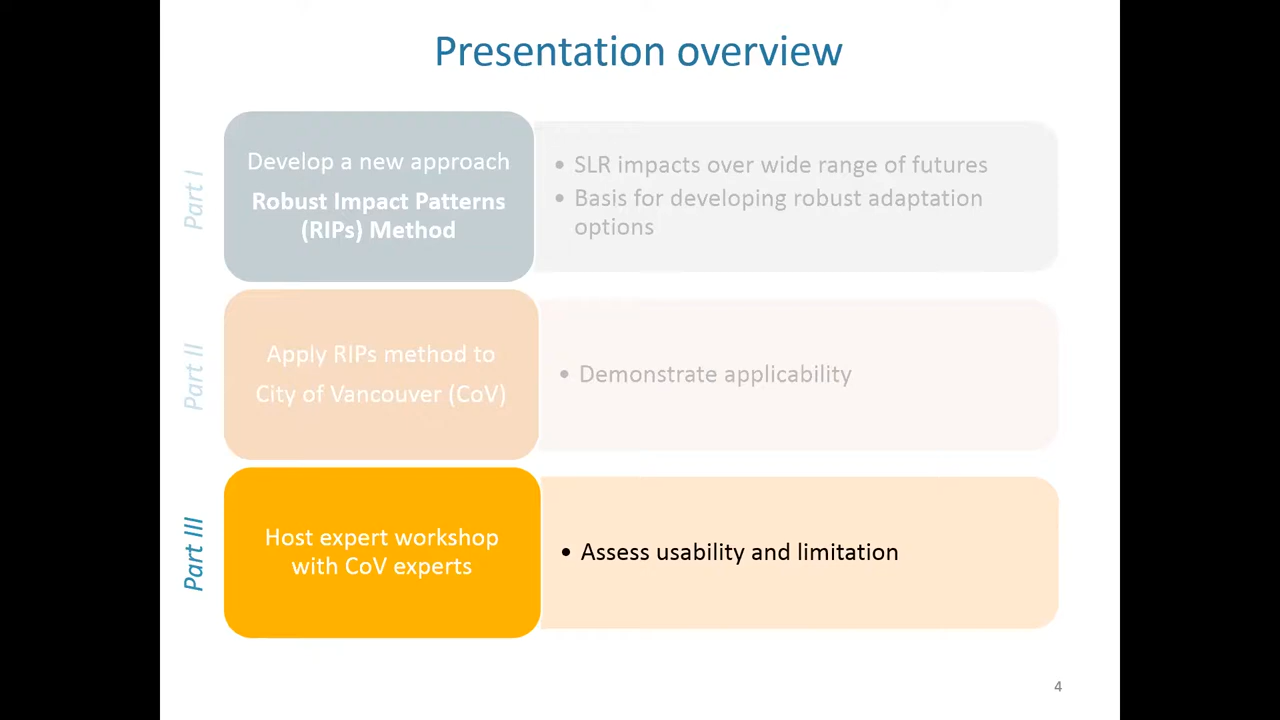 Presentation overview
Part I
Develop a new approach
Robust Impact Patterns
(RIPs) Method
• SLR impacts over wide range of futures
• Basis for developing robust adaptation
options
Part II
Apply RIPs method to
City of Vancouver (CoV)
• Demonstrate applicability
Part III
Host expert workshop
with CoV experts
• Assess usability and limitation
4